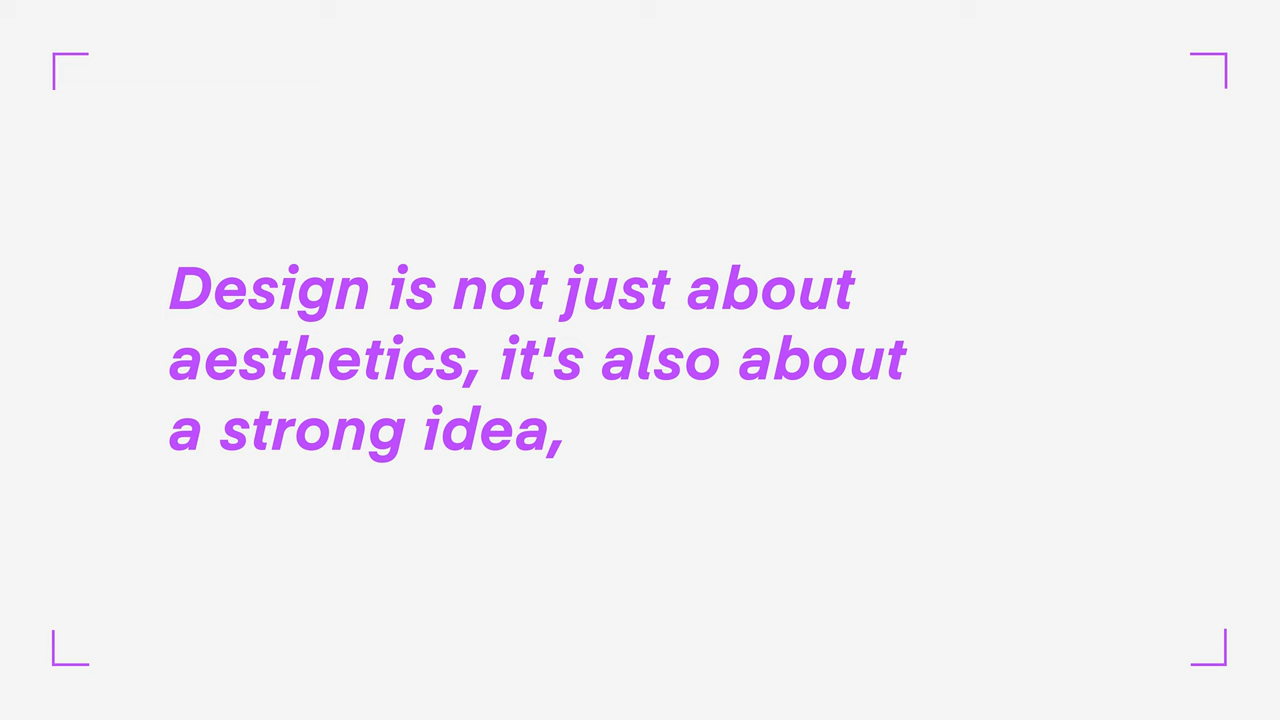 Design is not just about
aesthetics, it's also about
a strong idea,